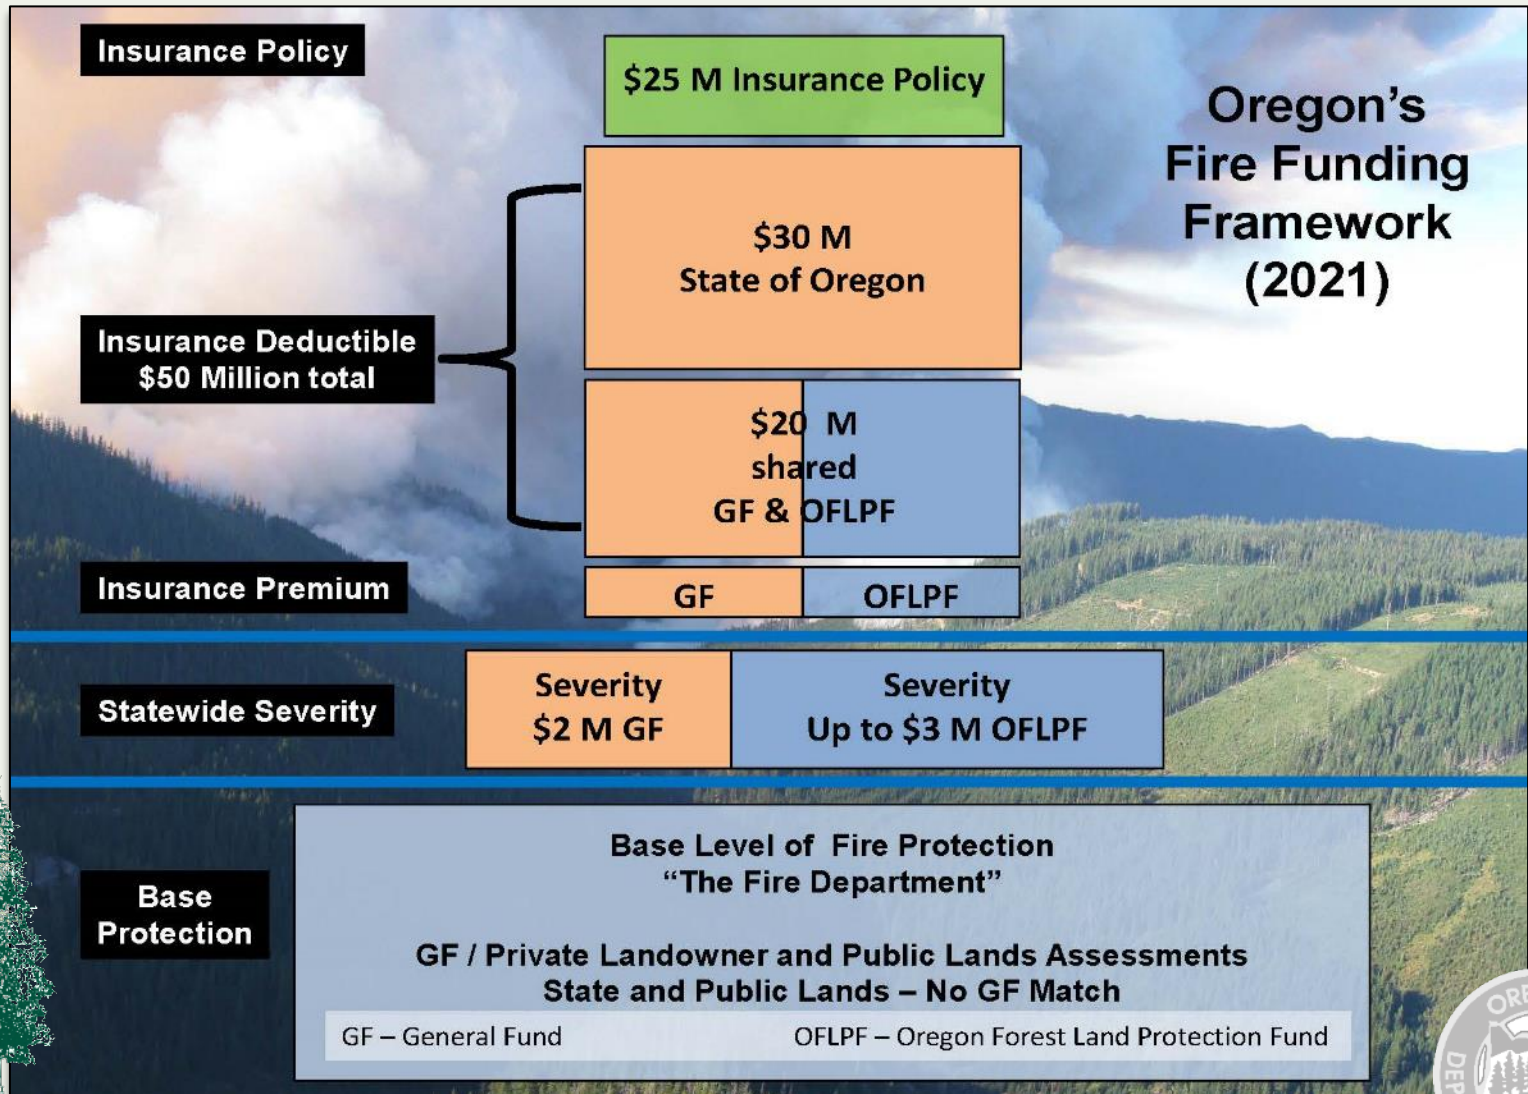 Insurance Policy
$25 M Insurance Policy
Oregon's
Fire Funding
Framework
(2021)
$30 M
State of Oregon
Insurance Deductible
$50 Million total
$20 M
shared
GF & OFLPF
Insurance Premium
GF
OFLPF
Statewide Severity
Severity
$2 M GF
Severity
Up to $3 M OFLPF
Base
Protection
Base Level of Fire Protection
“The Fire Department”
GF / Private Landowner and Public Lands Assessments
State and Public Lands – No GF Match
GF – General Fund
OFLPF – Oregon Forest Land Protection Fund